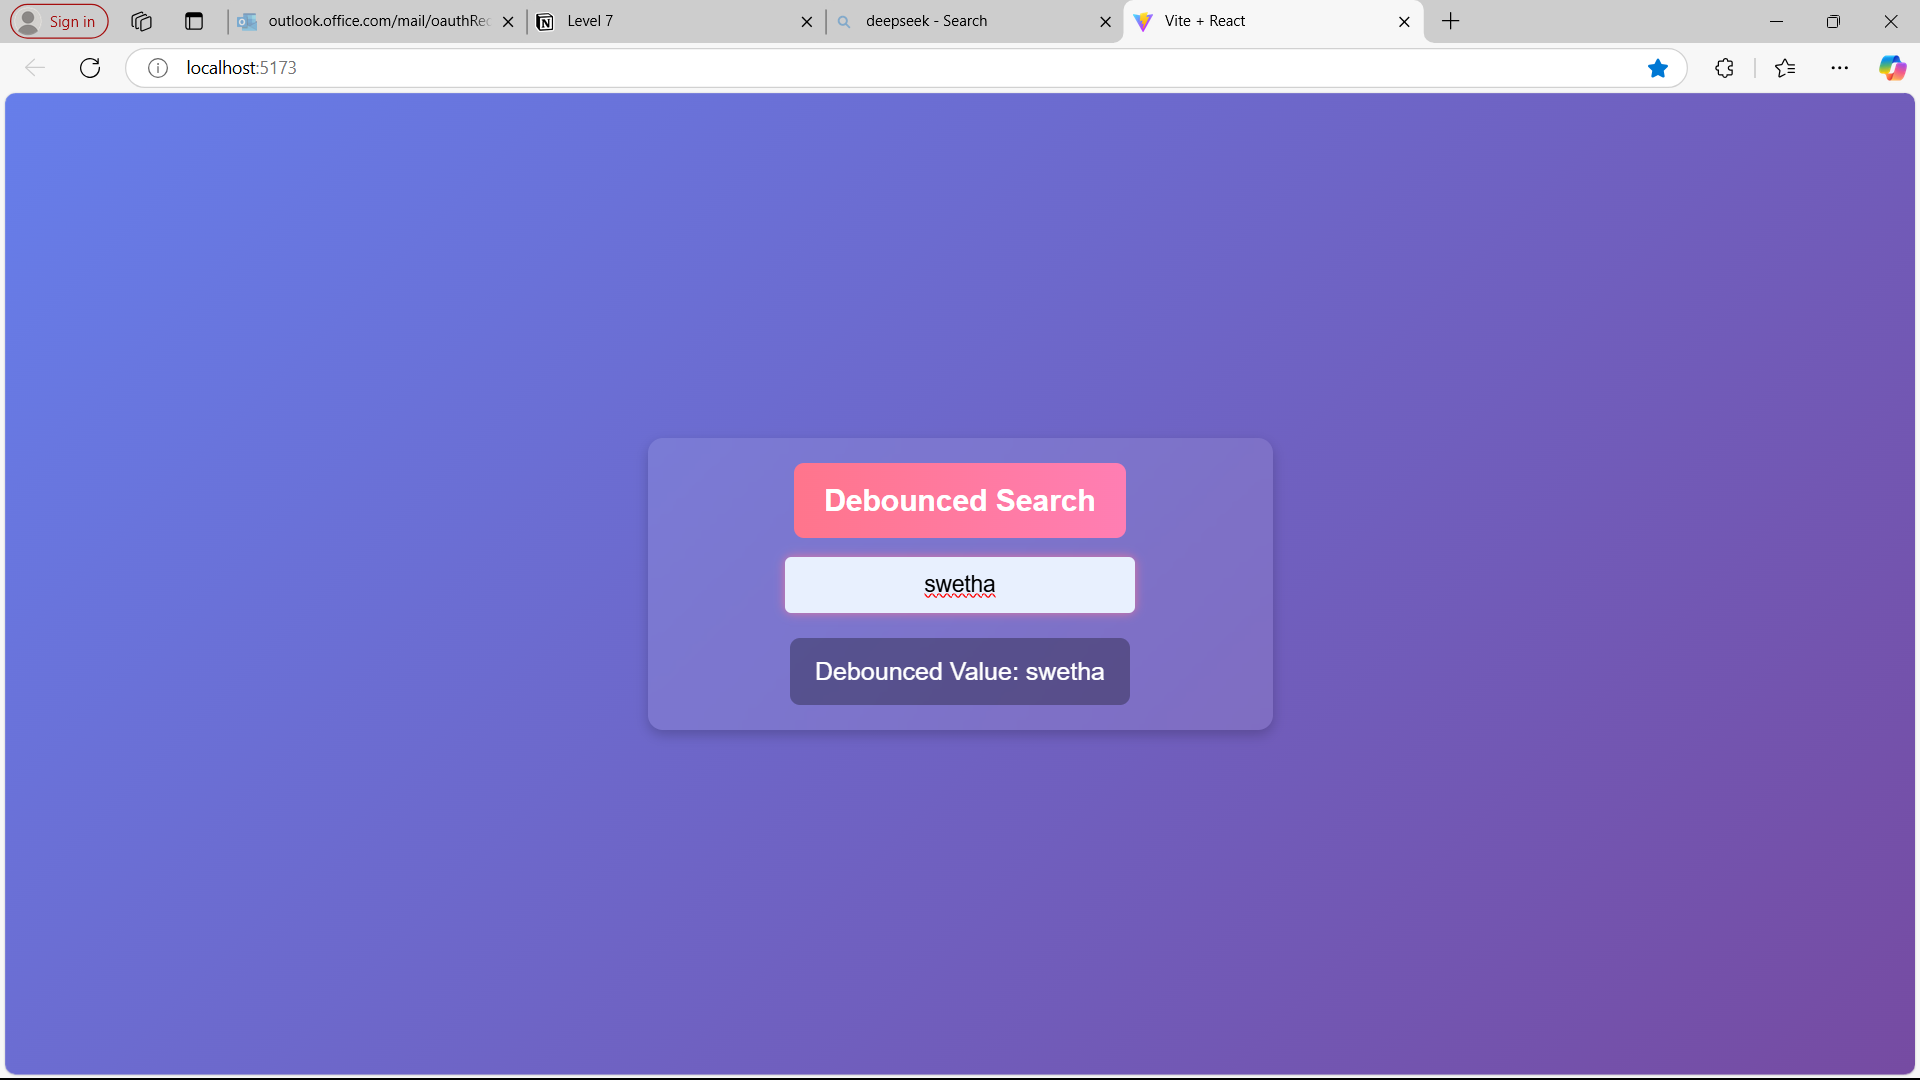 Sign in
outlook.office.com/mail/oauthRe
Level 7
deepseek - Search
Vite + React
localhost:5173
Debounced Search
swetha
Debounced Value: swetha